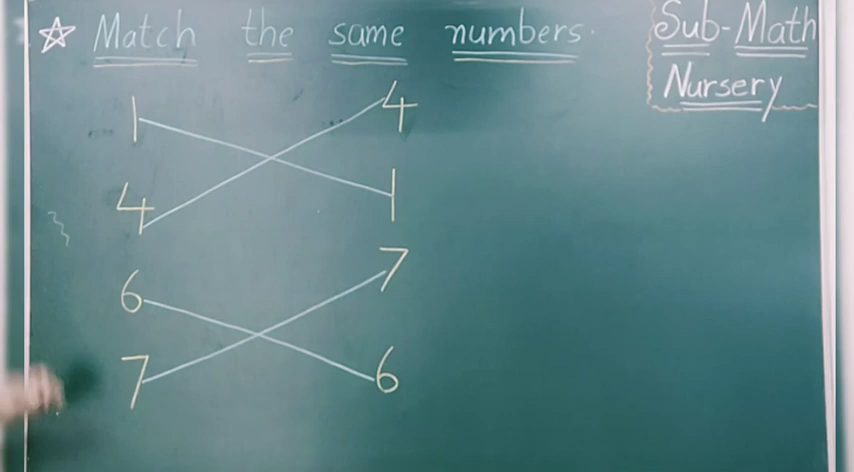 ☆ Match the same numbers.
Sub-Math
Nursery
1 4
4 1
6 7
7 6